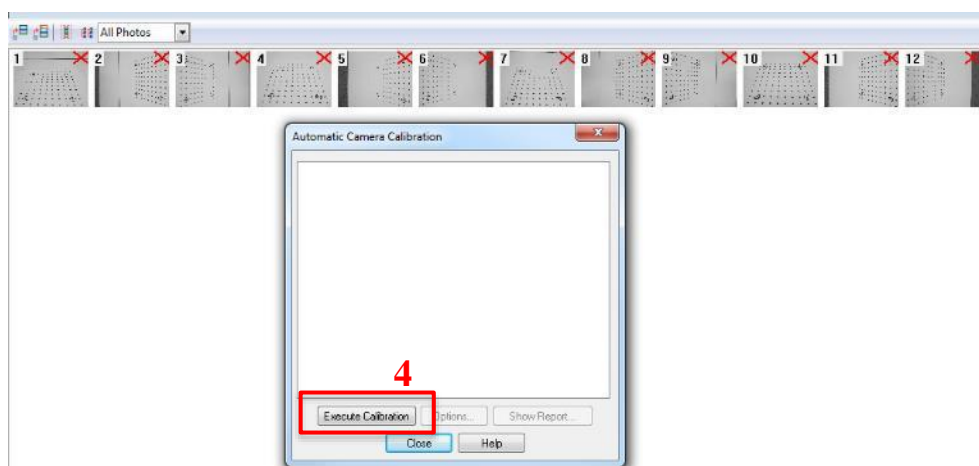 All Photos
1 2 3 4 5 6 7 8 9 10 11 12
Automatic Camera Calibration
4
Execute Calibration Options... Show Report...
Close Help